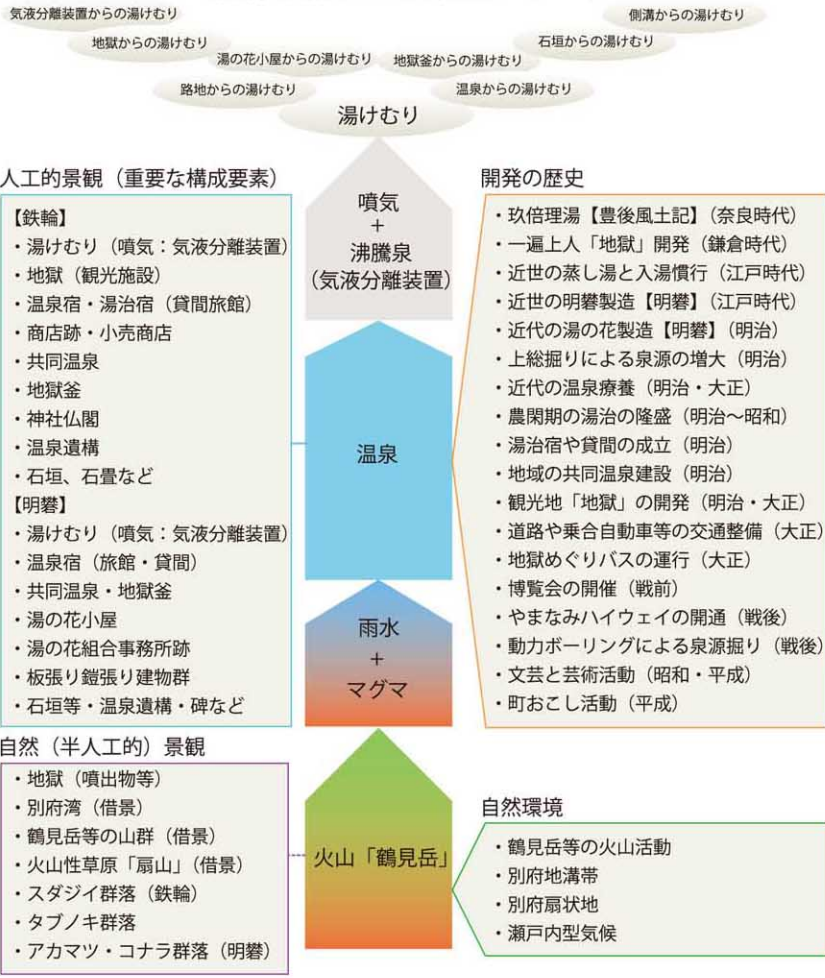 気液分離装置からの湯けむり
側溝からの湯けむり
地獄からの湯けむり
石垣からの湯けむり
湯の花小屋からの湯けむり
地獄釜からの湯けむり
路地からの湯けむり
温泉からの湯けむり
湯けむり
噴気
+
沸騰泉
(気液分離装置)
温泉
雨水
+
マグマ
火山「鶴見岳」
人工的景観(重要な構成要素)
【鉄輪】
・湯けむり(噴気:気液分離装置)
・地獄(観光施設)
・温泉宿・湯治宿(貸間旅館)
・商店跡・小売商店
・共同温泉
・地獄釜
・神社仏閣
・温泉遺構
・石垣、石畳など
【明礬】
・湯けむり(噴気:気液分離装置)
・温泉宿(旅館・貸間)
・共同温泉・地獄釜
・湯の花小屋
・湯の花組合事務所跡
・板張り鎧張り建物群
・石垣等・温泉遺構・碑など
自然(半人工的)景観
・地獄(噴出物等)
・別府湾(借景)
・鶴見岳等の山群(借景)
・火山性草原「扇山」(借景)
・スダジイ群落(鉄輪)
・タブノキ群落
・アカマツ・コナラ群落(明礬)
開発の歴史
・玖倍理湯【豊後風土記】(奈良時代)
・一遍上人「地獄」開発(鎌倉時代)
・近世の蒸し湯と入湯慣行(江戸時代)
・近世の明礬製造【明礬】(江戸時代)
・近代の湯の花製造【明礬】(明治)
・上総掘りによる泉源の増大(明治)
・近代の温泉療養(明治・大正)
・農閑期の湯治の隆盛(明治〜昭和)
・湯治宿や貸間の成立(明治)
・地域の共同温泉建設(明治)
・観光地「地獄」の開発(明治・大正)
・道路や乗合自動車等の交通整備(大正)
・地獄めぐりバスの運行(大正)
・博覧会の開催(戦前)
・やまなみハイウェイの開通(戦後)
・動力ボーリングによる泉源掘り(戦後)
・文芸と芸術活動(昭和・平成)
・町おこし活動(平成)
自然環境
・鶴見岳等の火山活動
・別府地溝帯
・別府扇状地
・瀬戸内型気候